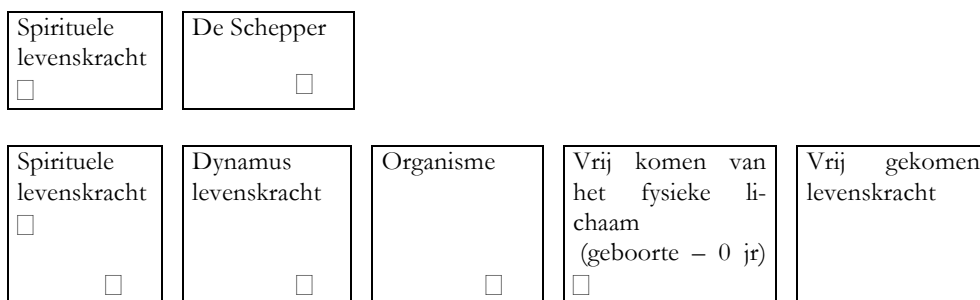 Spirituele
levenskracht
De Schepper
Spirituele
levenskracht
Dynamus
levenskracht
Organisme
Vrij komen van
het fysieke li-
chaam
(geboorte – 0 jr)
Vrij gekomen
levenskracht